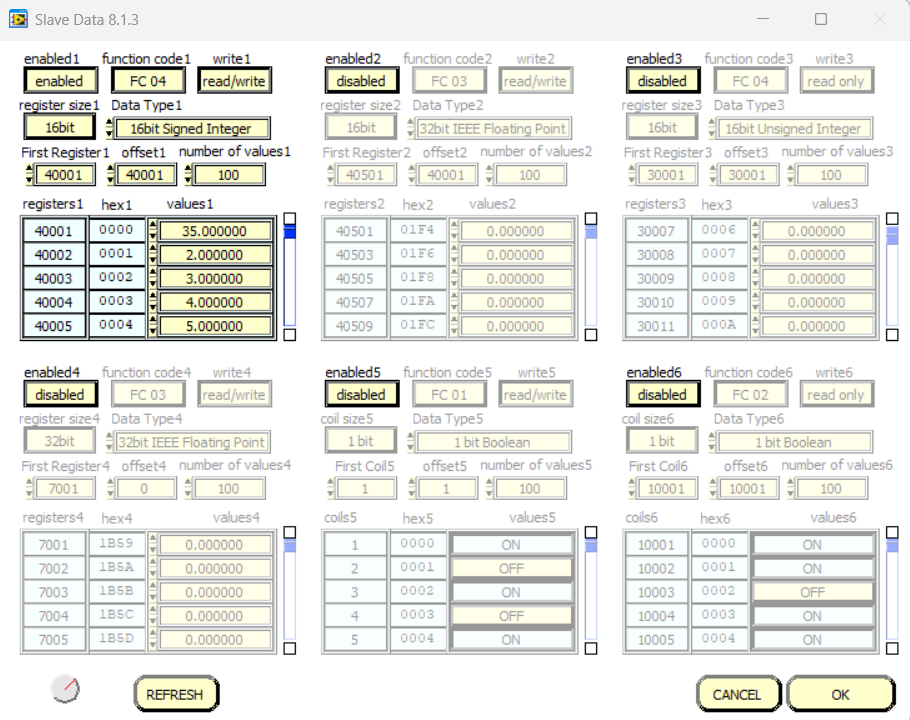 Slave Data 8.1.3
enabled1 function code1 write1
enabled FC 04 read/write
register size1 Data Type1
16bit 16bit Signed Integer
First Register1 offset1 number of values1
40001 40001 100
registers1 hex1 values1
40001 0000 35.000000
40002 0001 2.000000
40003 0002 3.000000
40004 0003 4.000000
40005 0004 5.000000
enabled2 function code2 write2
disabled FC 03 read/write
register size2 Data Type2
16bit 32bit IEEE Floating Point
First Register2 offset2 number of values2
40501 40001 100
registers2 hex2 values2
40501 01F4 0.000000
40503 01F6 0.000000
40505 01F8 0.000000
40507 01FA 0.000000
40509 01FC 0.000000
enabled3 function code3 write3
disabled FC 04 read only
register size3 Data Type3
16bit 16bit Unsigned Integer
First Register3 offset3 number of values3
30001 30001 100
registers3 hex3 values3
30007 0006 0.000000
30008 0007 0.000000
30009 0008 0.000000
30010 0009 0.000000
30011 000A 0.000000
enabled4 function code4 write4
disabled FC 03 read/write
register size4 Data Type4
32bit 32bit IEEE Floating Point
First Register4 offset4 number of values4
7001 0 100
registers4 hex4 values4
7001 1B59 0.000000
7002 1B5A 0.000000
7003 1B5B 0.000000
7004 1B5C 0.000000
7005 1B5D 0.000000
enabled5 function code5 write5
disabled FC 01 read/write
coil size5 Data Type5
1 bit 1 bit Boolean
First Coil5 offset5 number of values5
1 1 100
coils5 hex5 values5
1 0000 ON
2 0001 OFF
3 0002 ON
4 0003 OFF
5 0004 ON
enabled6 function code6 write6
disabled FC 02 read only
coil size6 Data Type6
1 bit 1 bit Boolean
First Coil6 offset6 number of values6
10001 10001 100
coils6 hex6 values6
10001 0000 ON
10002 0001 ON
10003 0002 OFF
10004 0003 ON
10005 0004 ON
REFRESH CANCEL OK